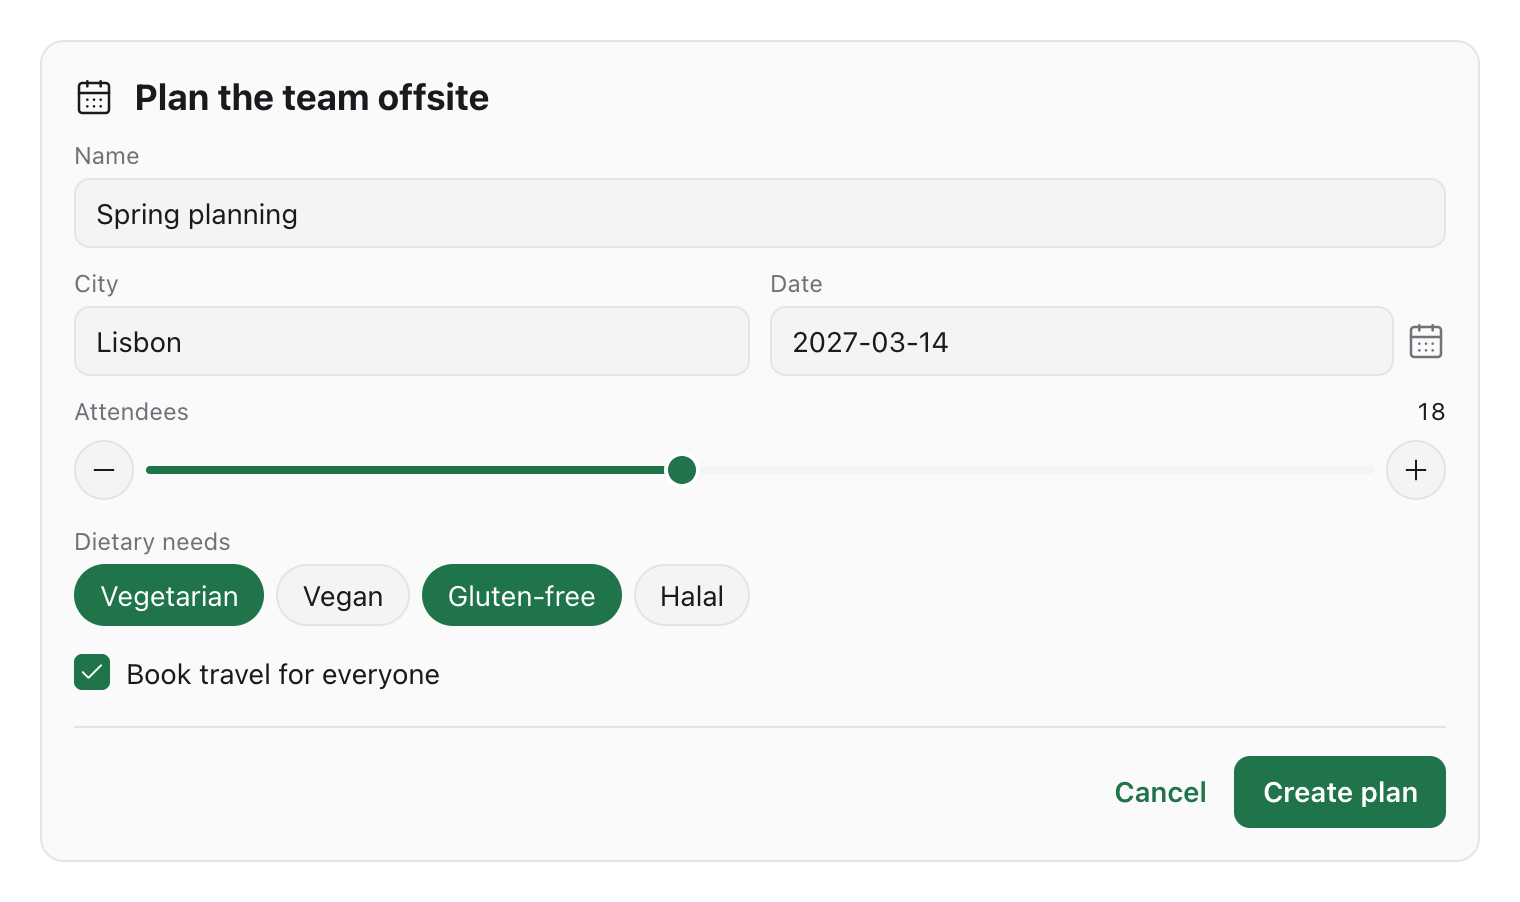 Plan the team offsite
Name
Spring planning
City
Date
Lisbon
2027-03-14
Attendees
18
Dietary needs
Vegetarian
Vegan
Gluten-free
Halal
Book travel for everyone
Cancel
Create plan